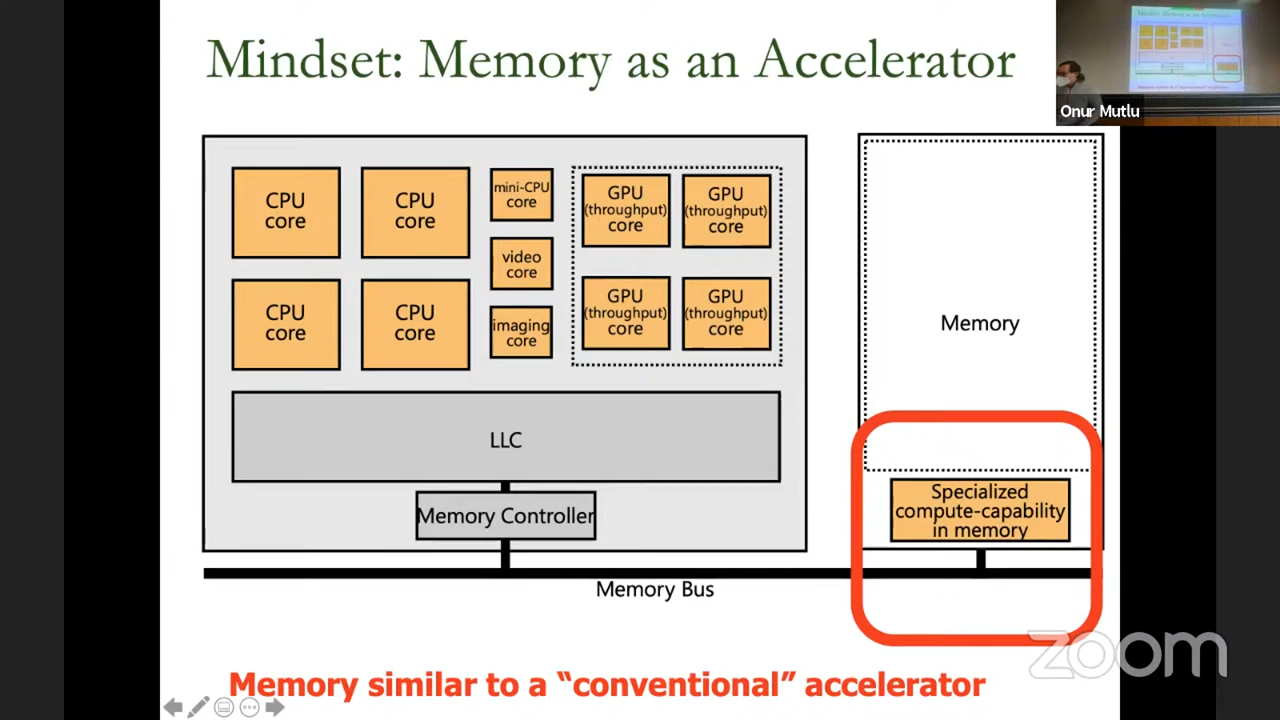 Mindset: Memory as an Accelerator
Onur Mutlu
CPU
core
CPU
core
mini-CPU
core
GPU
(throughput)
core
GPU
(throughput)
core
video
core
CPU
core
CPU
core
imaging
core
GPU
(throughput)
core
GPU
(throughput)
core
Memory
LLC
Memory Controller
Specialized
compute-capability
in memory
Memory Bus
zoom
Memory similar to a “conventional” accelerator